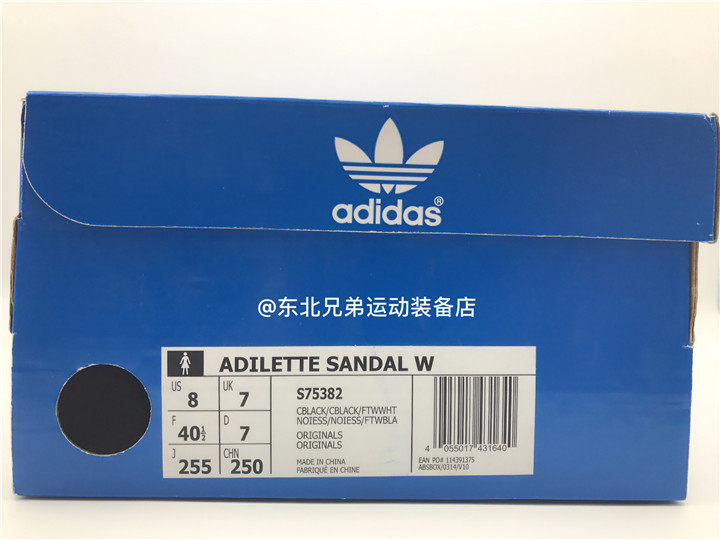 adidas®
@东北兄弟运动装备店
ADILETTE SANDAL W
US 8 UK 7
F 40½ D 7
J 255 CHN 250
S75382
CBLACK/CBLACK/FTWWHT
NOIESS/NOIESS/FTWBLA
ORIGINALS
ORIGINALS
MADE IN CHINA
FABRIQUÉ EN CHINE
4 055017 431640
EAN PO# 114391375
ABSBOX/0314/V10